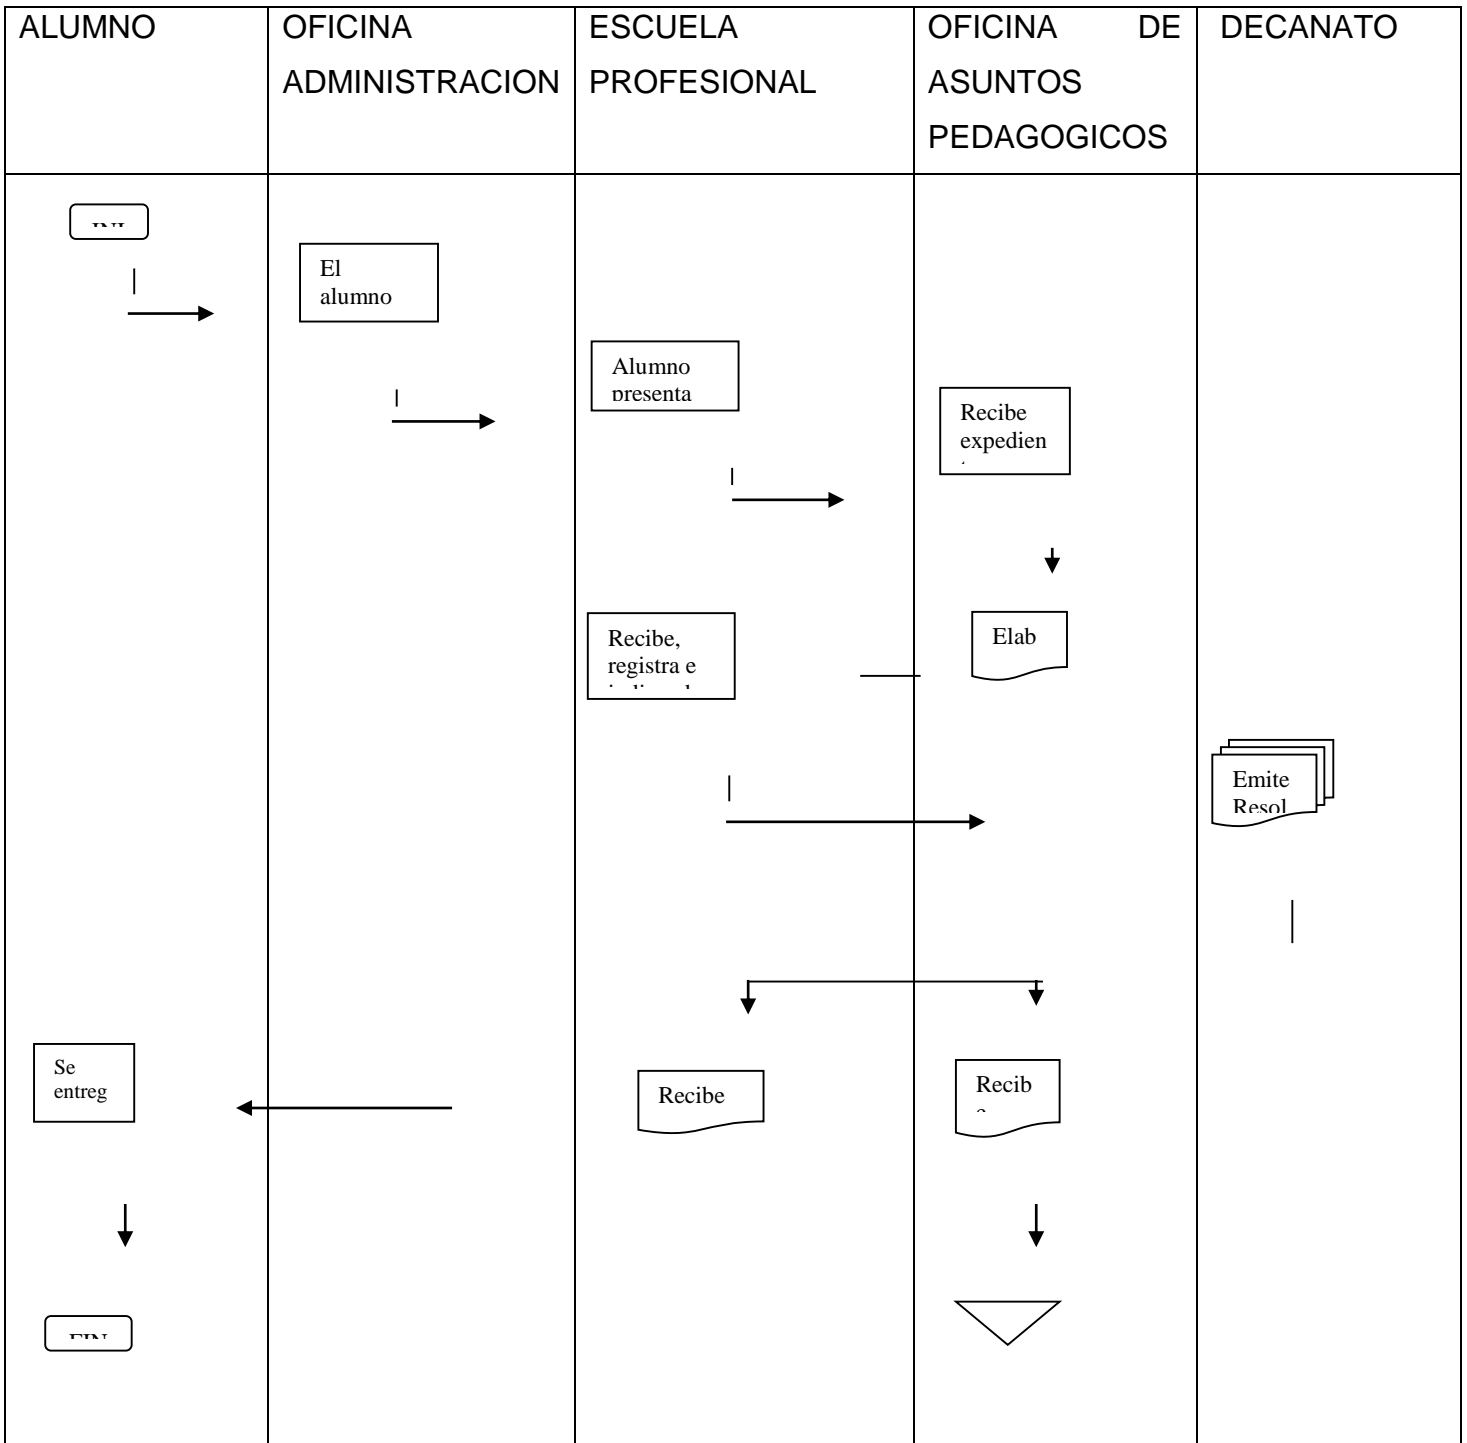 ALUMNO
OFICINA
ADMINISTRACION
ESCUELA
PROFESIONAL
OFICINA DE
ASUNTOS
PEDAGOGICOS
DECANATO
El
alumno
Alumno
presenta
Recibe
expedien
Recibe,
registra e
Elab
Emite
Resol
Se
entreg
Recibe
Recib
FIN